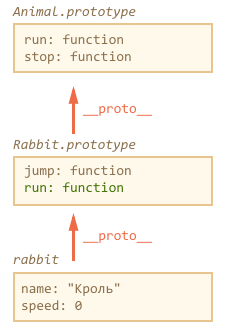 Animal.prototype
run: function
stop: function
__proto__
Rabbit.prototype
jump: function
run: function
__proto__
rabbit
name: "Кроль"
speed: 0